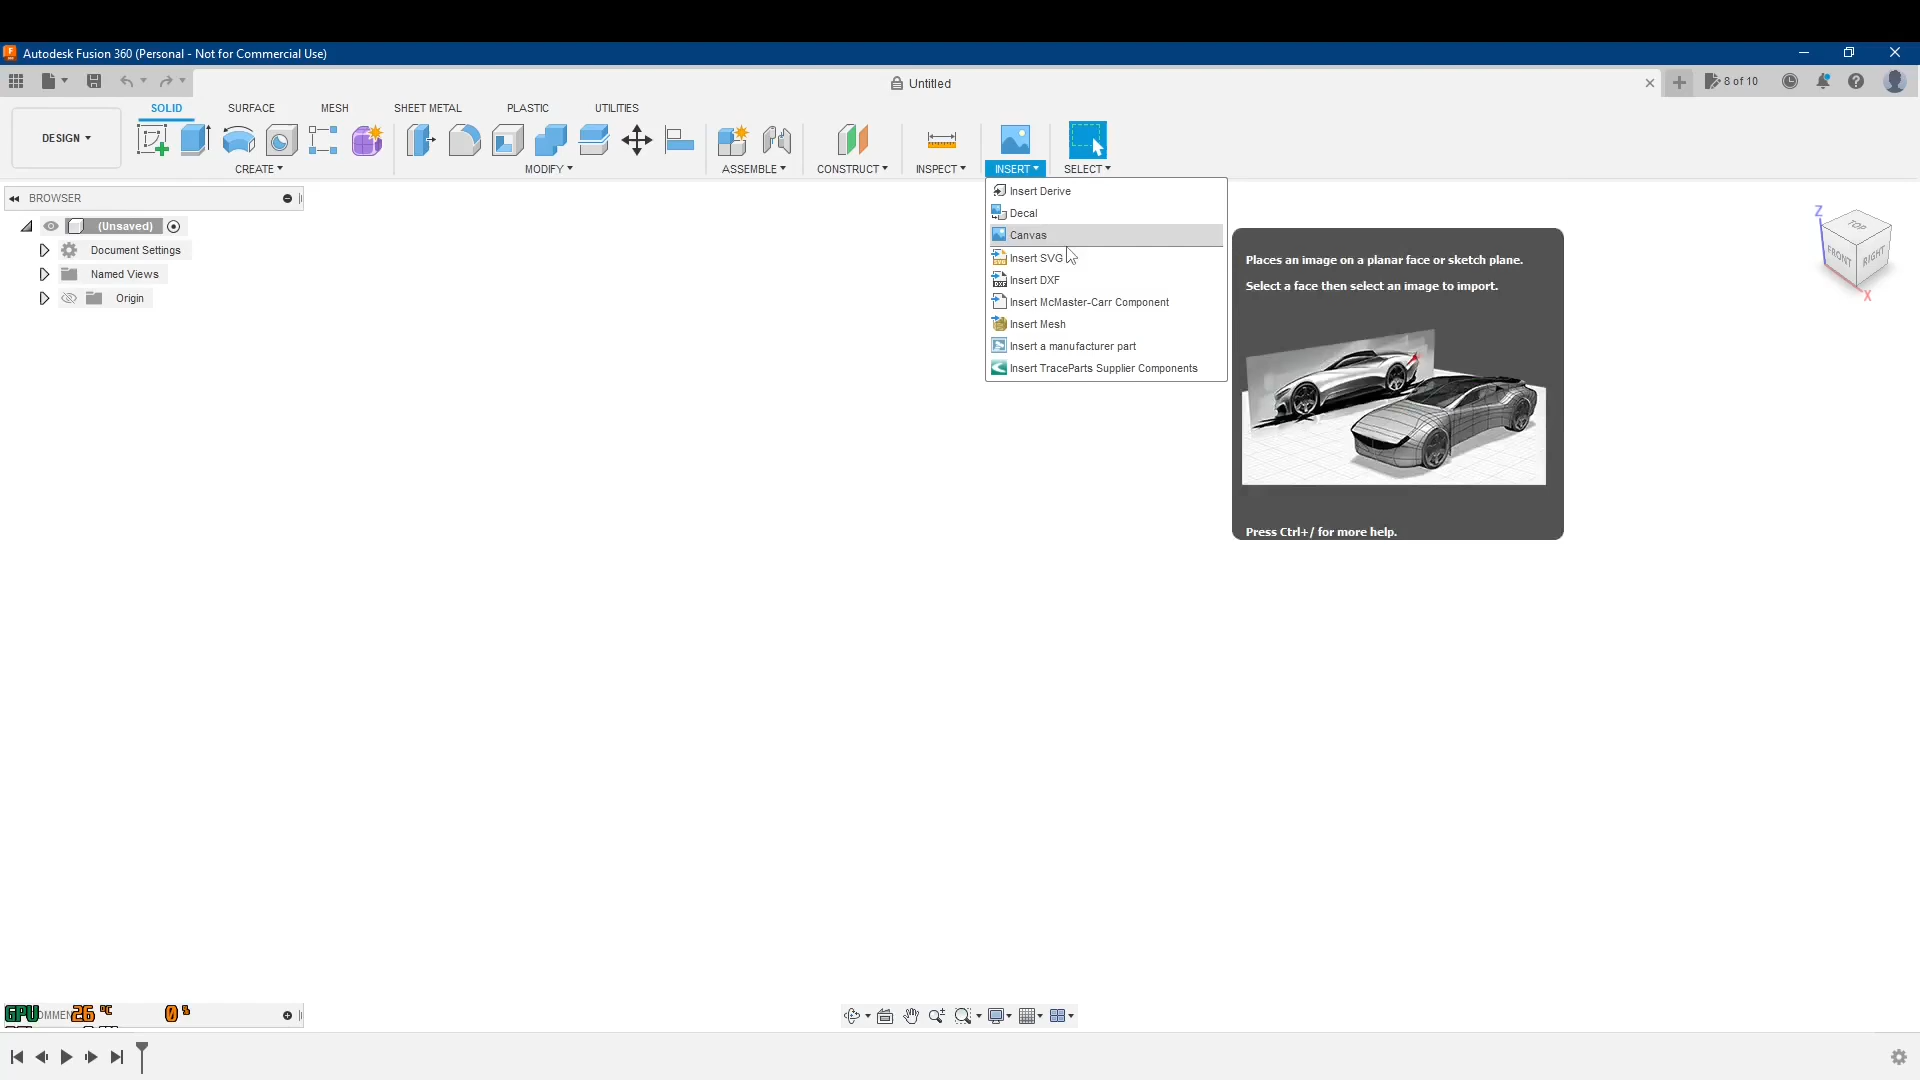 Autodesk Fusion 360 (Personal - Not for Commercial Use)
Untitled
8 of 10
SOLID
SURFACE
MESH
SHEET METAL
PLASTIC
UTILITIES
DESIGN
CREATE
MODIFY
ASSEMBLE
CONSTRUCT
INSPECT
INSERT
SELECT
BROWSER
(Unsaved)
Document Settings
Named Views
Origin
Insert Derive
Decal
Canvas
Insert SVG
Insert DXF
Insert McMaster-Carr Component
Insert Mesh
Insert a manufacturer part
Insert TraceParts Supplier Components
Places an image on a planar face or sketch plane.
Select a face then select an image to import.
Press Ctrl+/ for more help.
Z
TOP
FRONT
RIGHT
X
GPU 26 °C 0 %